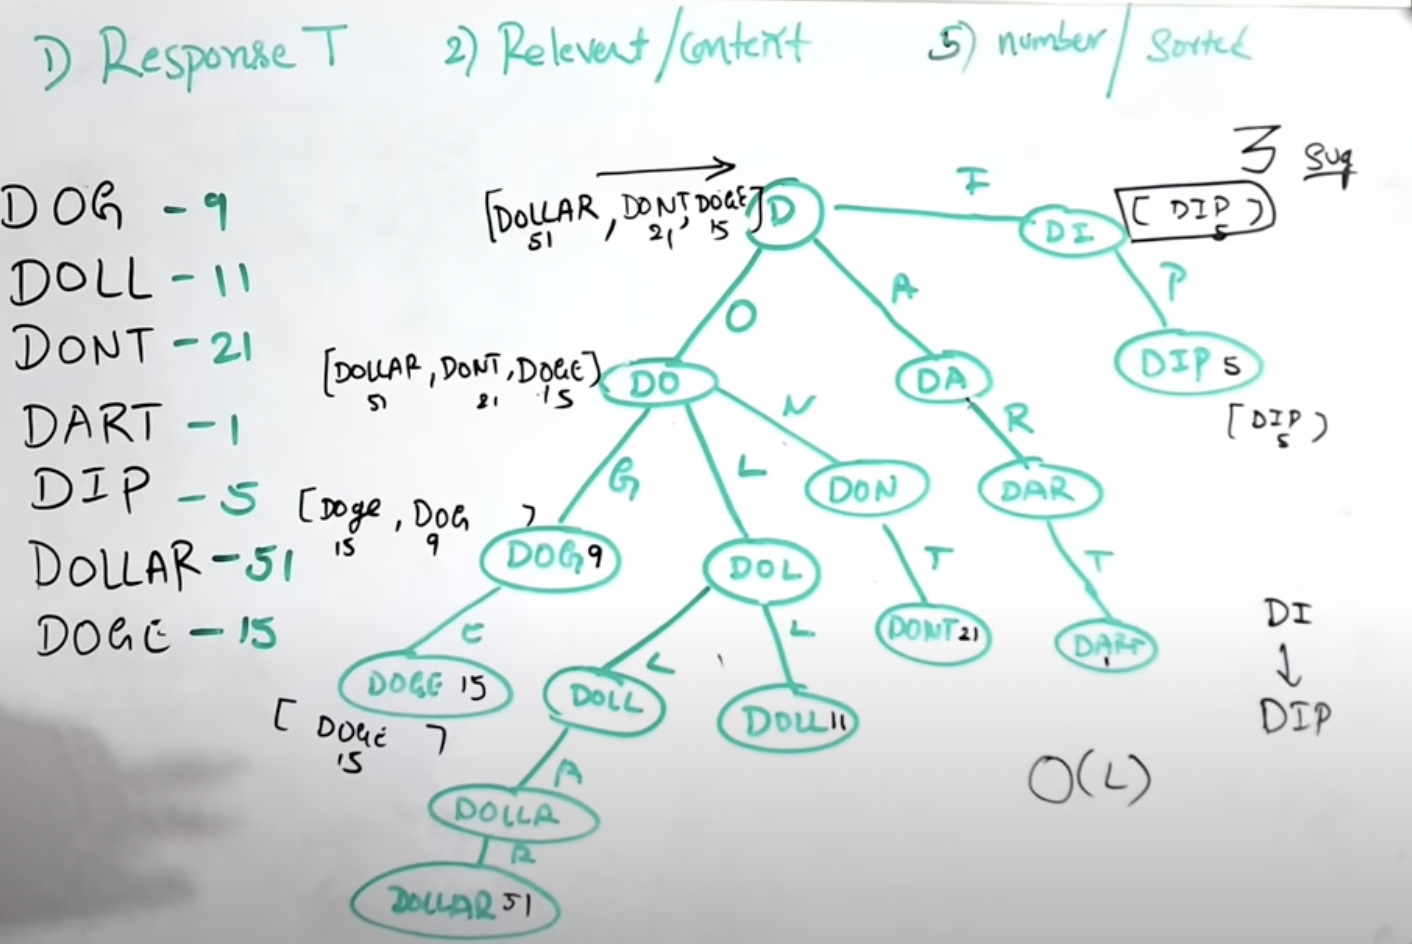 1) Response T 2) Relevent/context 5) number/Sorted
3 Sug
DOG - 9
DOLL - 11
DONT - 21
DART - 1
DIP - 5
DOLLAR - 51
DOGE - 15
[DOLLAR, DONT, DOGE]
51 21 15
D
I
DI
[DIP]
5
O
A
P
[DOLLAR, DONT, DOGE]
51 21 15
DO
DA
DIP 5
[DIP]
5
G
L
N
R
[Doge, DOG ]
15 9
DOG 9
DOL
DON
DAR
E
L
L
T
T
DOGE 15
DOLL
DOLL 11
DONT 21
DART
1
[ DOGE ]
15
A
DOLLA
R
DOLLAR 51
DI
↓
DIP
O(L)